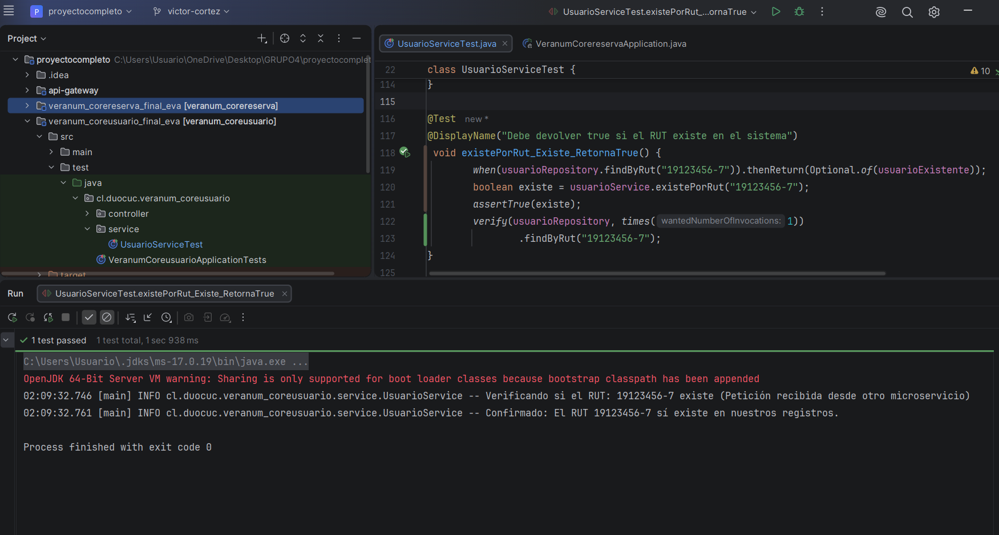 P proyectocompleto victor-cortez UsuarioServiceTest.existePorRut_...ornaTrue
Project
proyectocompleto C:\Users\Usuario\OneDrive\Desktop\GRUPO4\proyectocomplet
.idea
api-gateway
veranum_corereserva_final_eva [veranum_corereserva]
veranum_coreusuario_final_eva [veranum_coreusuario]
src
main
test
java
cl.duocuc.veranum_coreusuario
controller
service
UsuarioServiceTest
VeranumCoreusuarioApplicationTests
target
UsuarioServiceTest.java VeranumCorereservaApplication.java
22 class UsuarioServiceTest { 10
114 }
115
116 @Test new *
117 @DisplayName("Debe devolver true si el RUT existe en el sistema")
118 void existePorRut_Existe_RetornaTrue() {
119 when(usuarioRepository.findByRut("19123456-7")).thenReturn(Optional.of(usuarioExistente));
120 boolean existe = usuarioService.existePorRut("19123456-7");
121 assertTrue(existe);
122 verify(usuarioRepository, times( wantedNumberOfInvocations: 1))
123 .findByRut("19123456-7");
124 }
125
Run UsuarioServiceTest.existePorRut_Existe_RetornaTrue
1 test passed 1 test total, 1 sec 938 ms
C:\Users\Usuario\.jdks\ms-17.0.19\bin\java.exe ...
OpenJDK 64-Bit Server VM warning: Sharing is only supported for boot loader classes because bootstrap classpath has been appended
02:09:32.746 [main] INFO cl.duocuc.veranum_coreusuario.service.UsuarioService -- Verificando si el RUT: 19123456-7 existe (Petición recibida desde otro microservicio)
02:09:32.761 [main] INFO cl.duocuc.veranum_coreusuario.service.UsuarioService -- Confirmado: El RUT 19123456-7 sí existe en nuestros registros.
Process finished with exit code 0